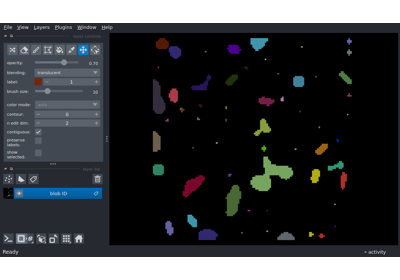 File View Layers Plugins Window Help
opacity: 0.70
blending: translucent
label: 1
brush size: 10
color mode:
contour: 0
n edit dim: 2
contiguous:
preserve
labels:
show
selected:
blob ID
Ready
activity